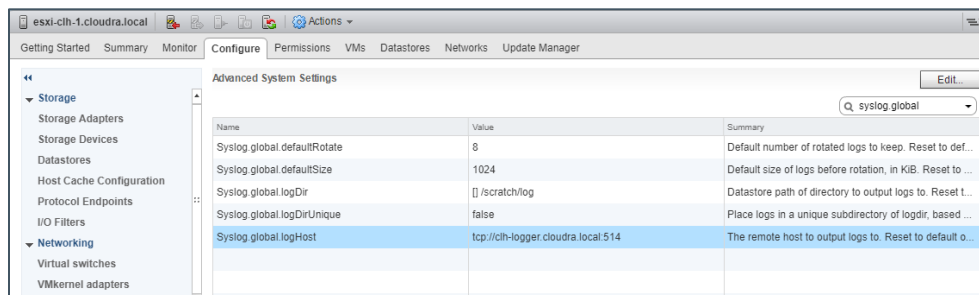 esxi-clh-1.cloudra.local Actions
Getting Started Summary Monitor Configure Permissions VMs Datastores Networks Update Manager
Storage
Storage Adapters
Storage Devices
Datastores
Host Cache Configuration
Protocol Endpoints
I/O Filters
Networking
Virtual switches
VMkernel adapters
Advanced System Settings
Edit...
syslog.global
Name Value Summary
Syslog.global.defaultRotate 8 Default number of rotated logs to keep. Reset to def...
Syslog.global.defaultSize 1024 Default size of logs before rotation, in KiB. Reset to ...
Syslog.global.logDir [] /scratch/log Datastore path of directory to output logs to. Reset t...
Syslog.global.logDirUnique false Place logs in a unique subdirectory of logdir, based ...
Syslog.global.logHost tcp://clh-logger.cloudra.local:514 The remote host to output logs to. Reset to default o...